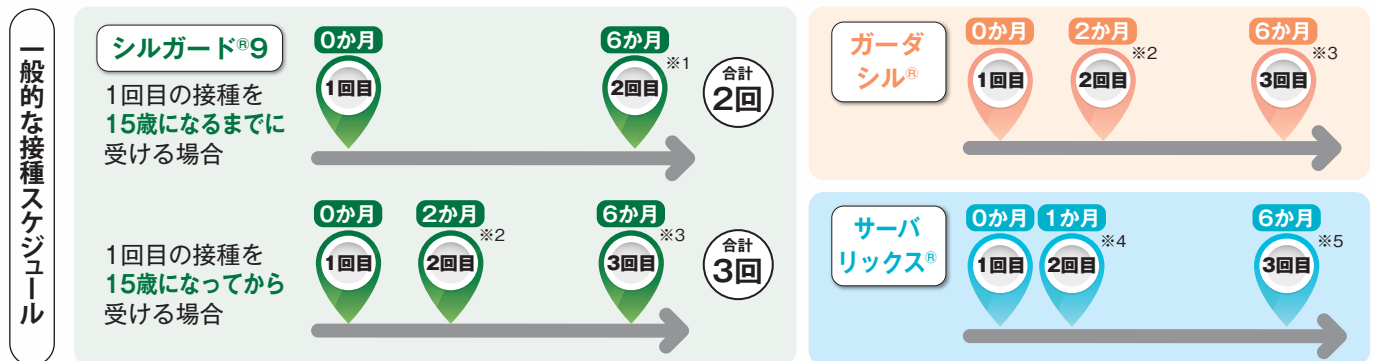 一般的な接種スケジュール
シルガード®9
1回目の接種を
15歳になるまでに
受ける場合
0か月
1回目
6か月
※1
2回目
合計
2回
1回目の接種を
15歳になってから
受ける場合
0か月
1回目
2か月
※2
2回目
6か月
※3
3回目
合計
3回
ガーダ
シル®
0か月
1回目
2か月
※2
2回目
6か月
※3
3回目
サーバ
リックス®
0か月
1回目
1か月
※4
2回目
6か月
※5
3回目